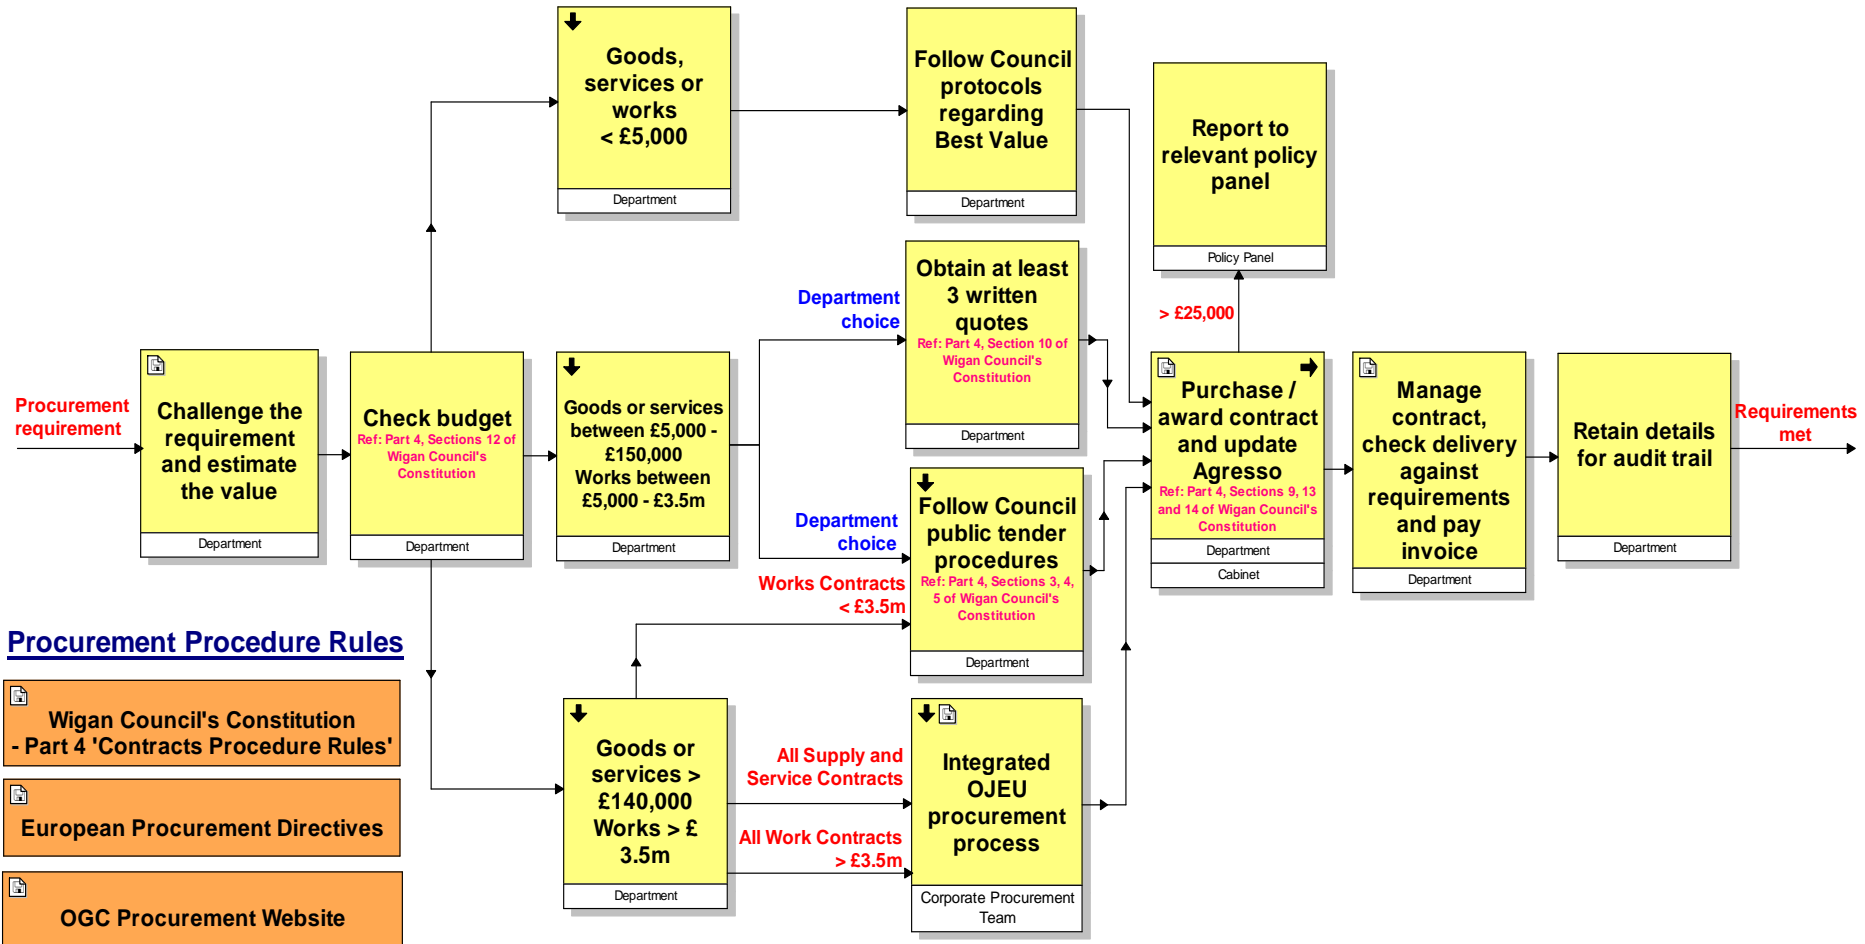 Procurement
requirement
Challenge the
requirement
and estimate
the value
Department
Check budget
Ref: Part 4, Sections 12 of
Wigan Council's
Constitution
Department
Goods,
services or
works
< £5,000
Department
Follow Council
protocols
regarding
Best Value
Department
Goods or services
between £5,000 -
£150,000
Works between
£5,000 - £3.5m
Department
Department
choice
Obtain at least
3 written
quotes
Ref: Part 4, Section 10 of
Wigan Council's
Constitution
Department
Department
choice
Works Contracts
< £3.5m
Follow Council
public tender
procedures
Ref: Part 4, Sections 3, 4,
5 of Wigan Council's
Constitution
Department
Goods or
services >
£140,000
Works > £
3.5m
Department
All Supply and
Service Contracts
All Work Contracts
> £3.5m
Integrated
OJEU
procurement
process
Corporate Procurement
Team
Report to
relevant policy
panel
Policy Panel
> £25,000
Purchase /
award contract
and update
Agresso
Ref: Part 4, Sections 9, 13
and 14 of Wigan Council's
Constitution
Department
Cabinet
Manage
contract,
check delivery
against
requirements
and pay
invoice
Department
Retain details
for audit trail
Department
Requirements
met
Procurement Procedure Rules
Wigan Council's Constitution
- Part 4 'Contracts Procedure Rules'
European Procurement Directives
OGC Procurement Website